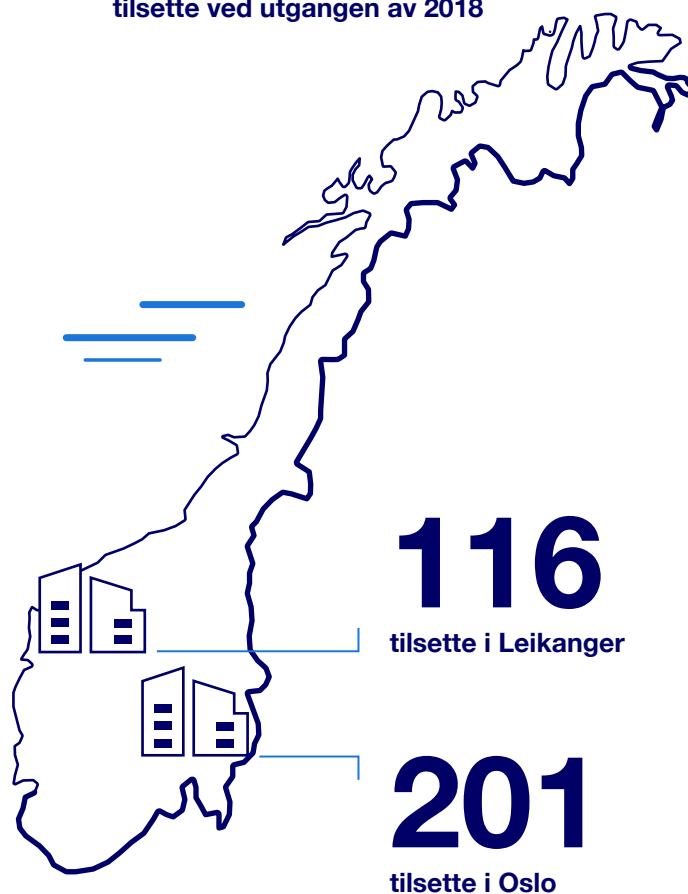 tilsette ved utgangen av 2018
116
tilsette i Leikanger
201
tilsette i Oslo